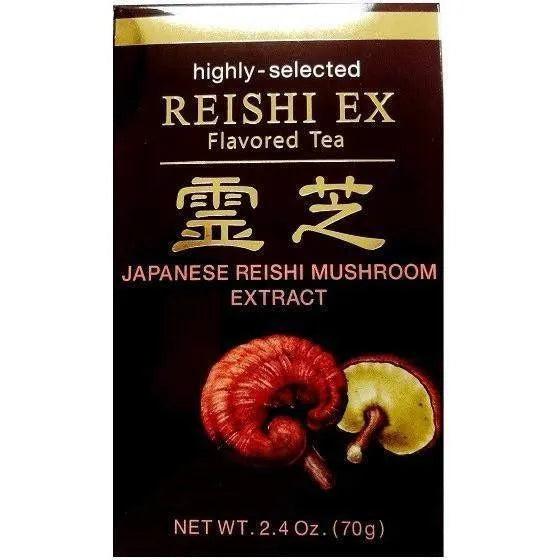 highly-selected
REISHI EX
Flavored Tea
霊芝
JAPANESE REISHI MUSHROOM
EXTRACT
NET WT. 2.4 Oz. (70g)